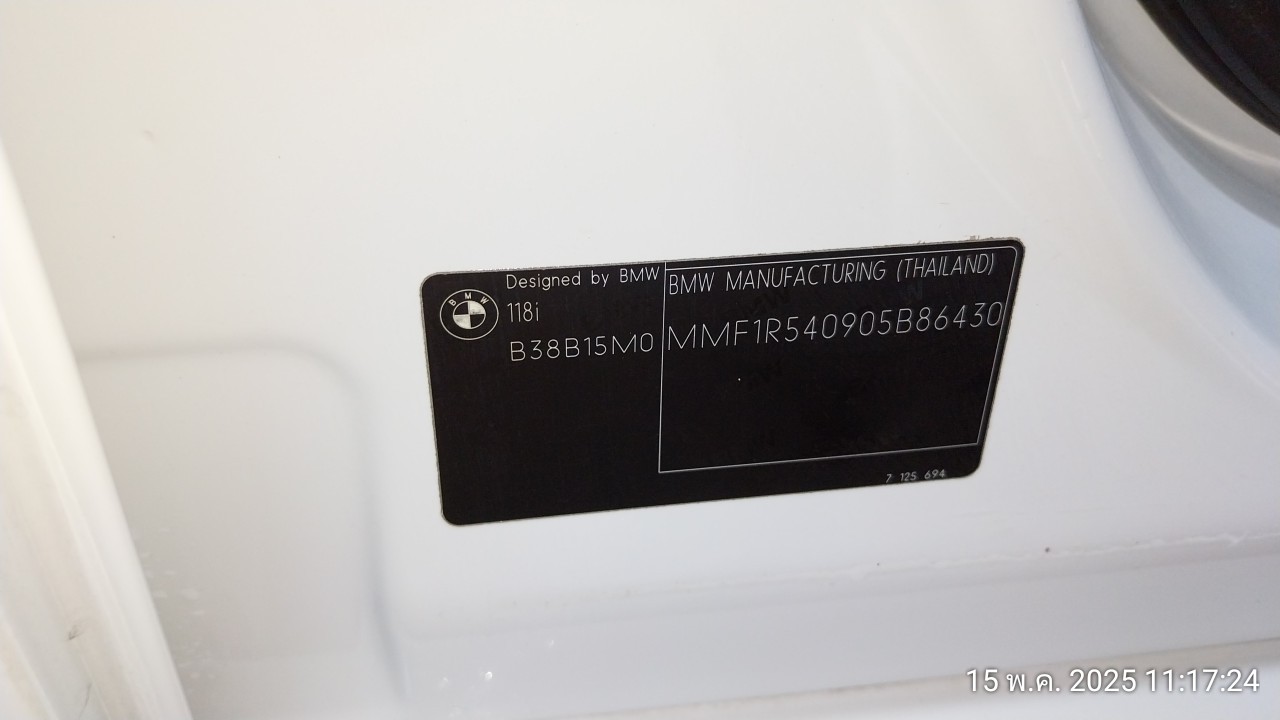 Designed by BMW
118i
B38B15M0
BMW
BMW MANUFACTURING (THAILAND)
MMF1R540905B86430
7 125 694
15 พ.ค. 2025 11:17:24